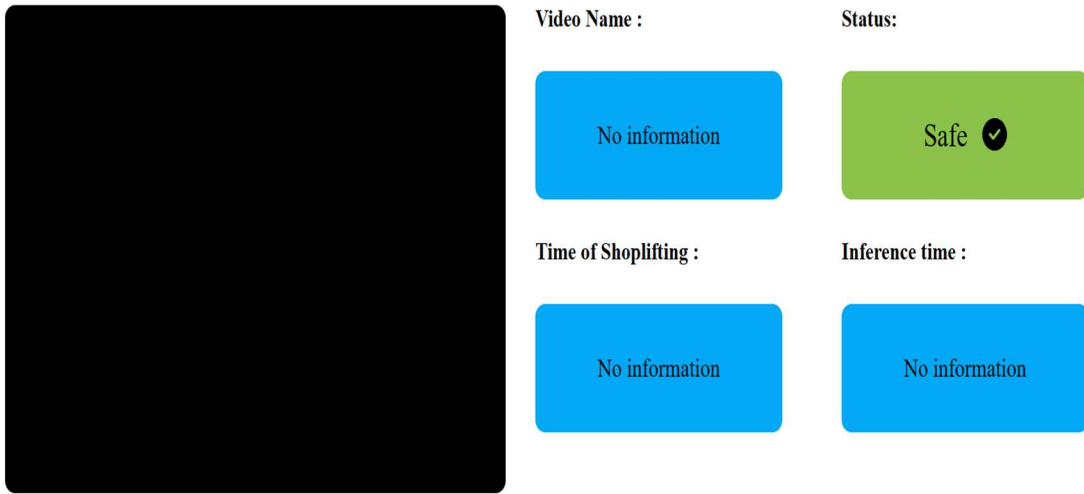 Video Name :
Status:
No information
Safe
Time of Shoplifting :
Inference time :
No information
No information